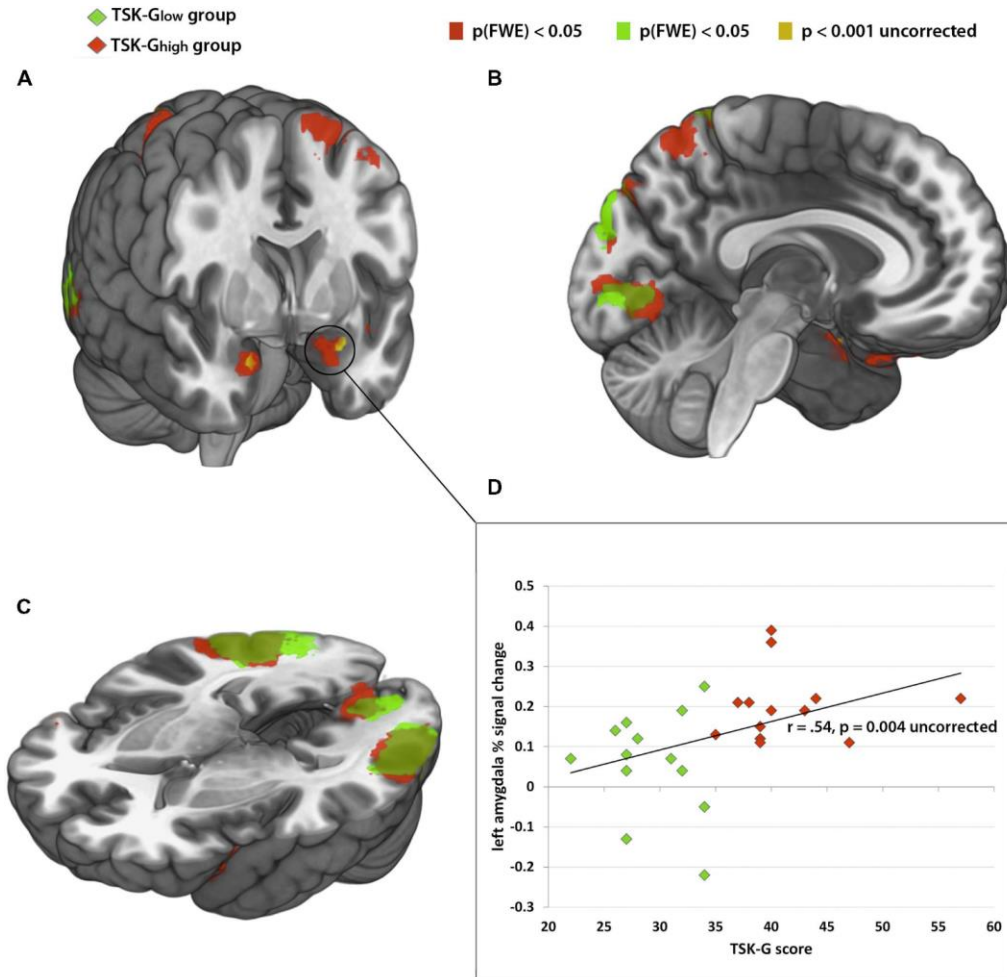 TSK-Glow group
TSK-Ghigh group
p(FWE) < 0.05
p(FWE) < 0.05
p < 0.001 uncorrected
A
B
C
D
0.5
0.4
0.3
0.2
0.1
0
-0.1
-0.2
-0.3
left amygdala % signal change
r = .54, p = 0.004 uncorrected
20 25 30 35 40 45 50 55 60
TSK-G score